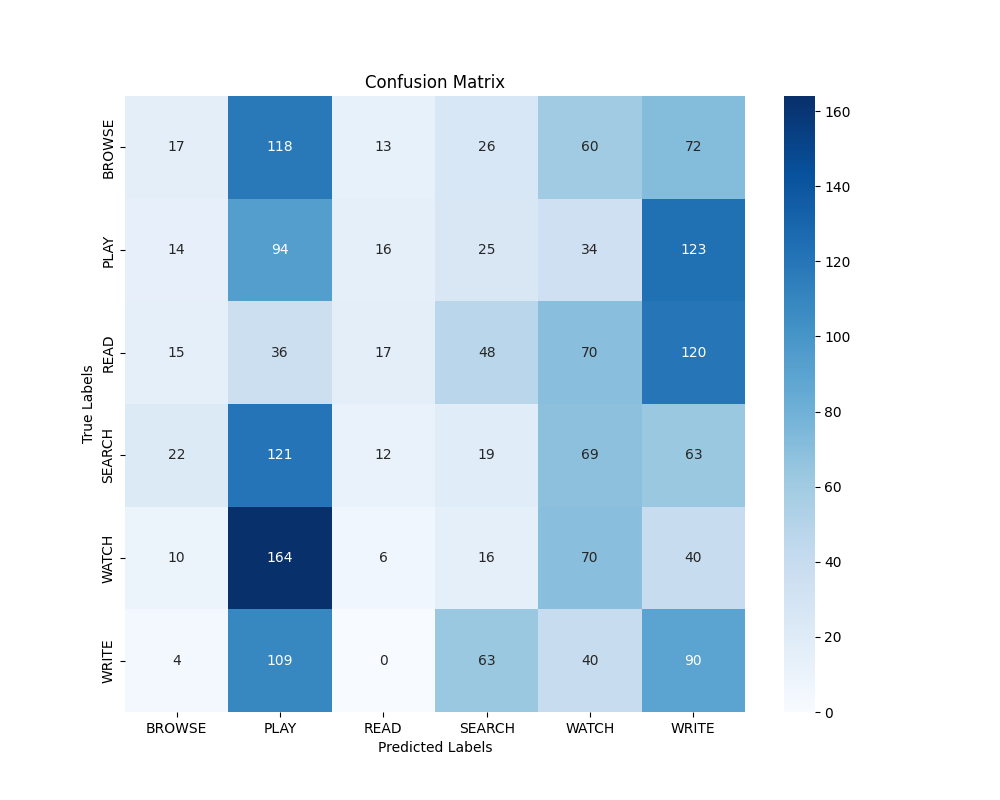 Confusion Matrix
BROWSE 17 118 13 26 60 72
PLAY 14 94 16 25 34 123
READ 15 36 17 48 70 120
SEARCH 22 121 12 19 69 63
WATCH 10 164 6 16 70 40
WRITE 4 109 0 63 40 90
BROWSE PLAY READ SEARCH WATCH WRITE
Predicted Labels
True Labels
160
140
120
100
80
60
40
20
0